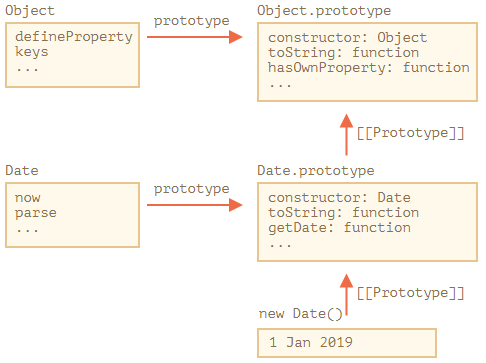 Object
defineProperty
keys
...
prototype
Object.prototype
constructor: Object
toString: function
hasOwnProperty: function
...
[[Prototype]]
Date
now
parse
...
prototype
Date.prototype
constructor: Date
toString: function
getDate: function
...
[[Prototype]]
new Date()
1 Jan 2019